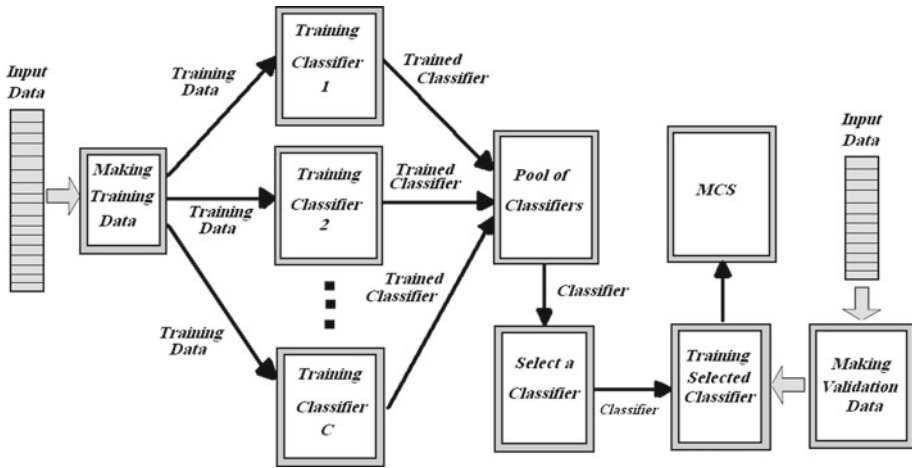 Input
Data
Making
Training
Data
Training
Data
Training
Data
Training
Data
Training
Classifier
1
Training
Classifier
2
Training
Classifier
C
Trained
Classifier
Trained
Classifier
Trained
Classifier
Pool of
Classifiers
Classifier
Select a
Classifier
Classifier
Training
Selected
Classifier
MCS
Input
Data
Making
Validation
Data